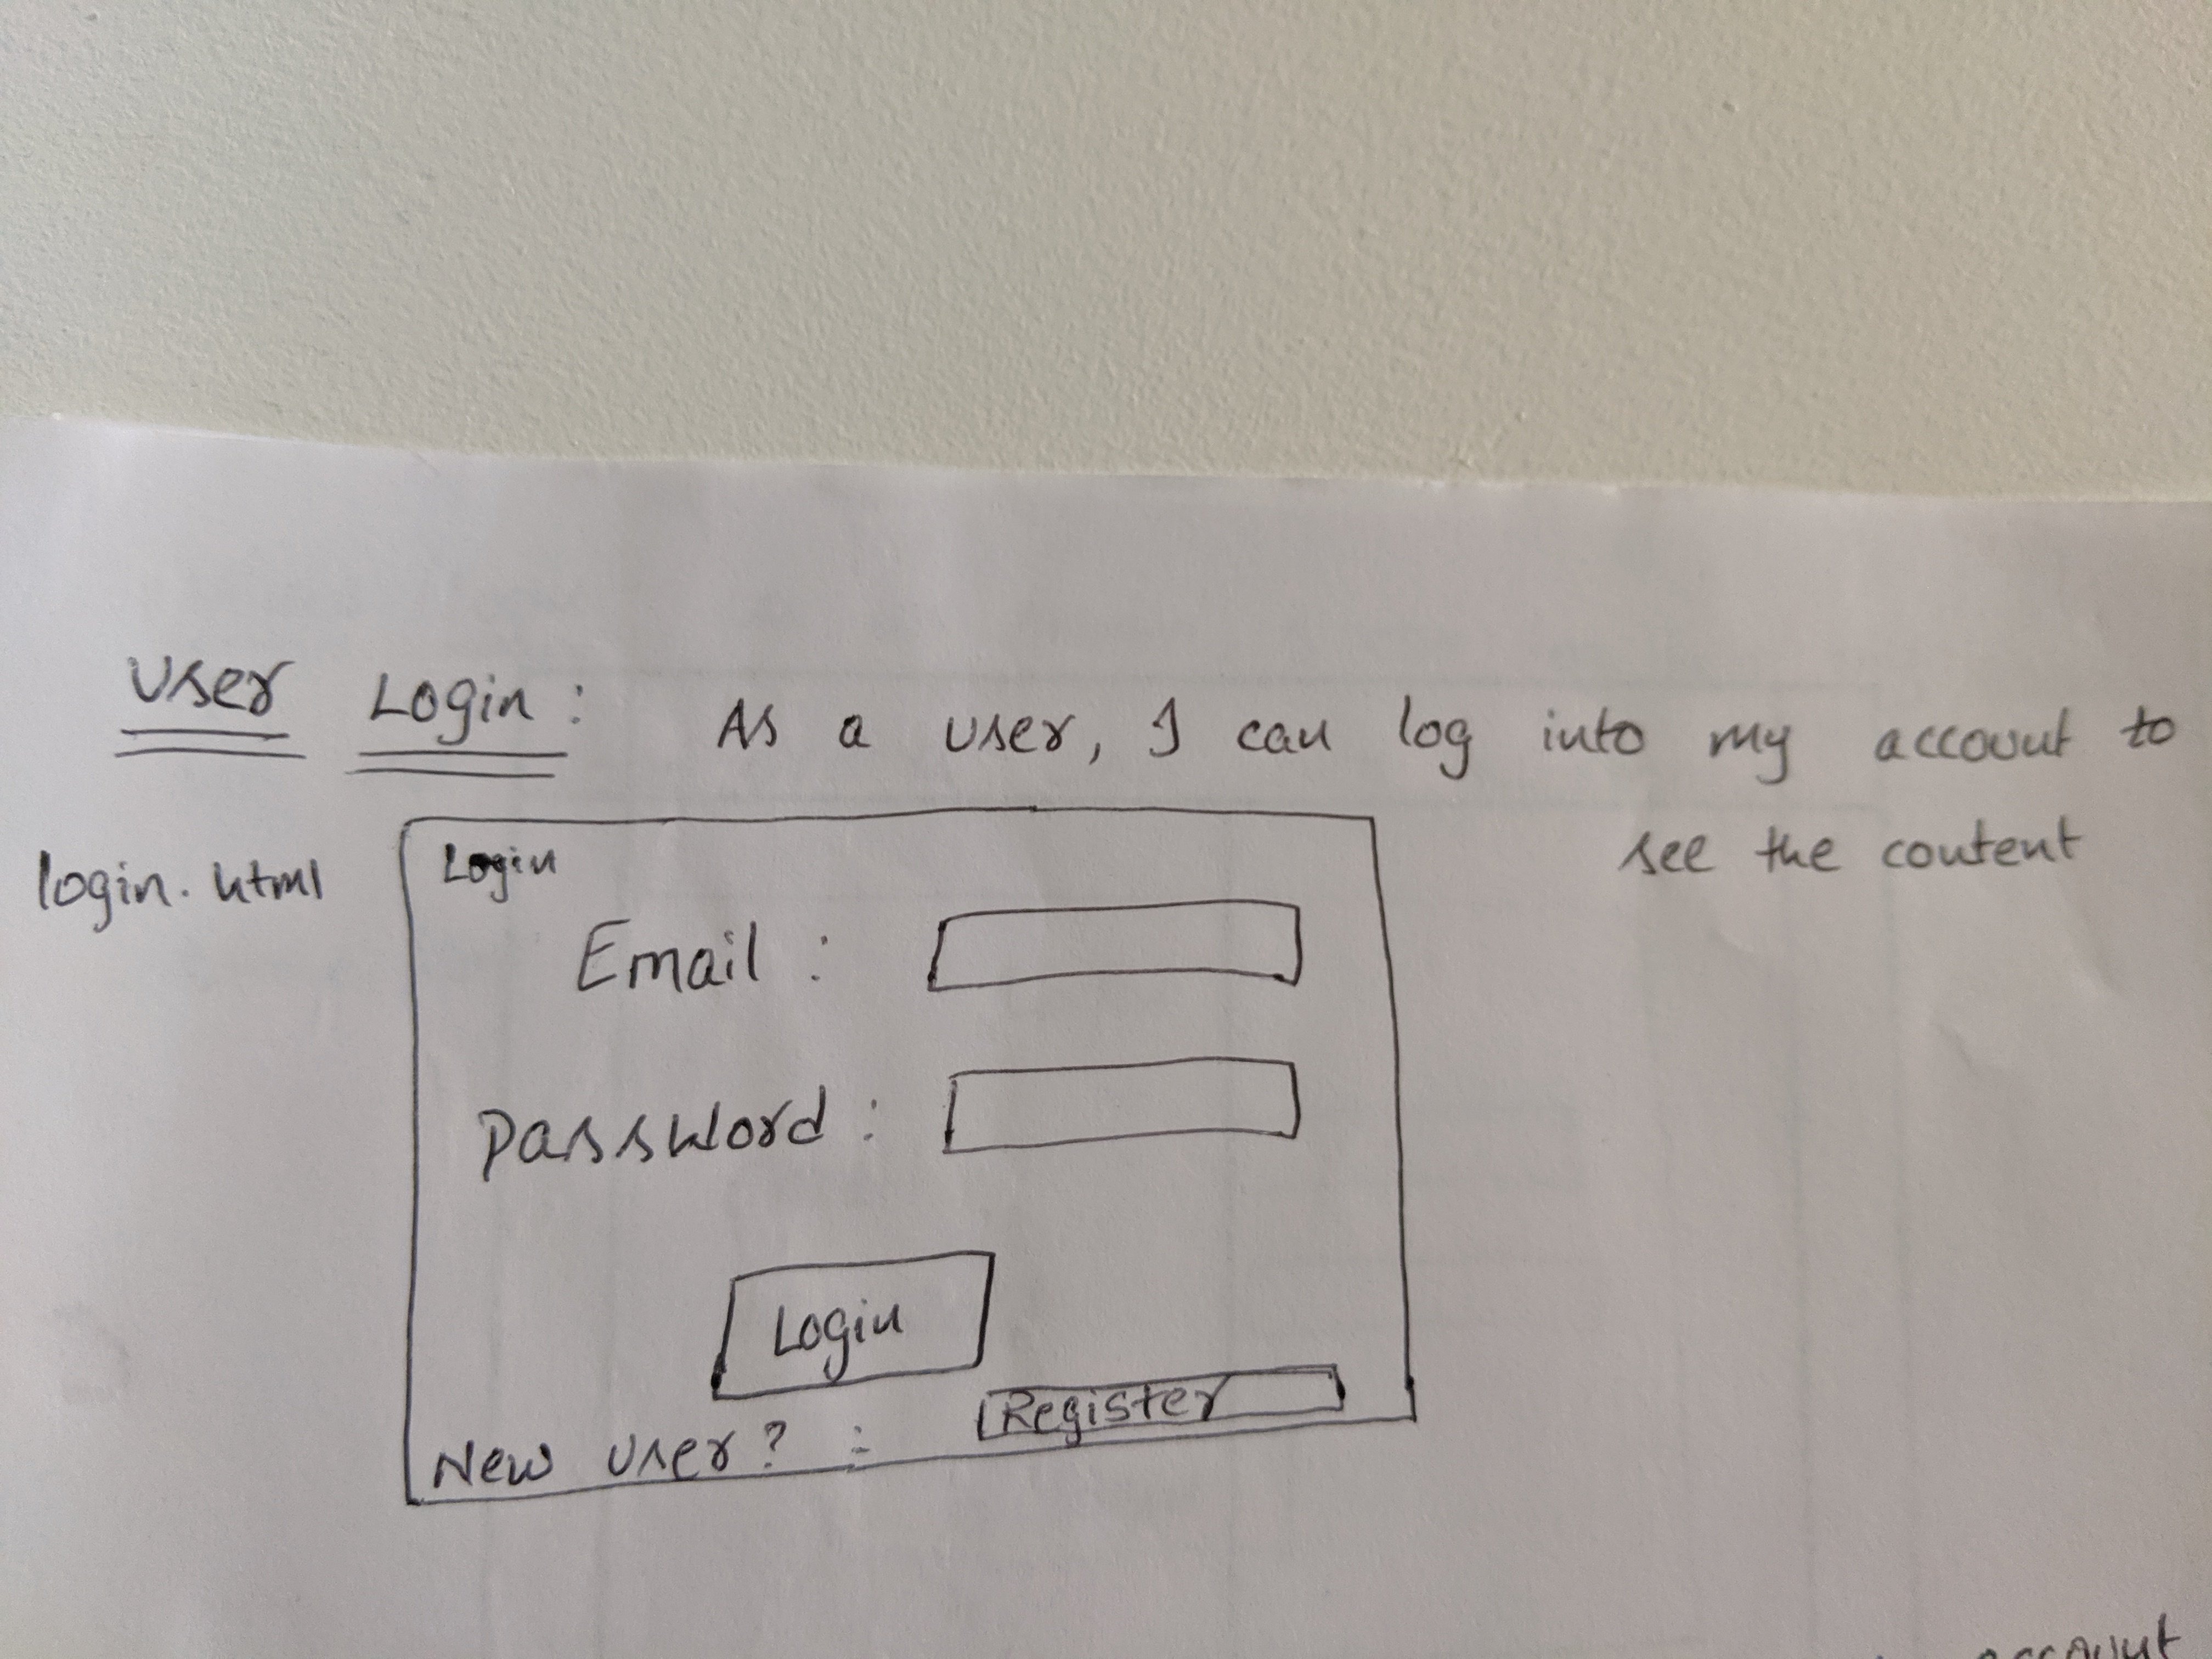 User Login : As a user, I can log into my account to
see the content
login.html
Login
Email :
Password :
Login
New User? : Register
account